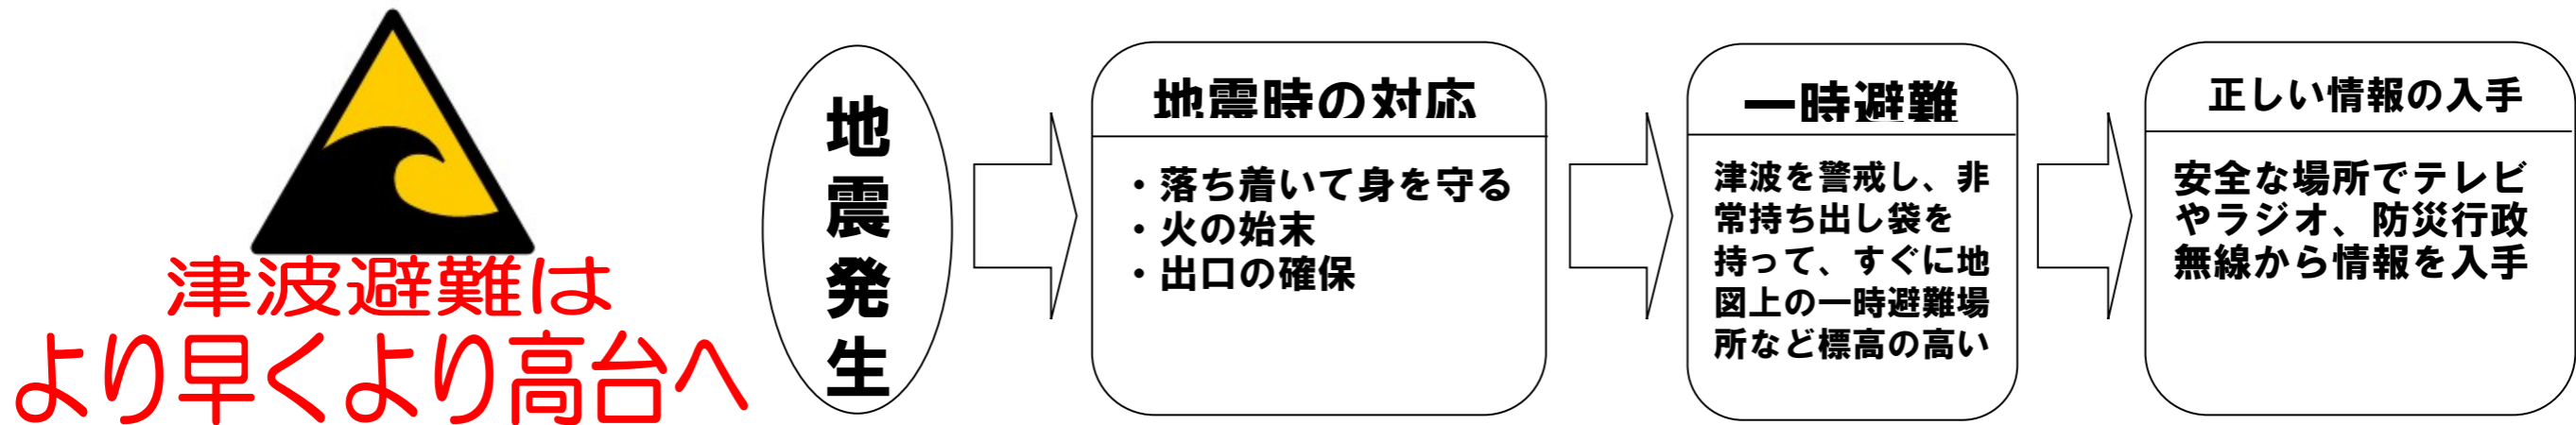 津波避難は
より早くより高台へ
地震発生
地震時の対応
・落ち着いて身を守る
・火の始末
・出口の確保
一時避難
津波を警戒し、非
常持ち出し袋を
持って、すぐに地
図上の一時避難場
所など標高の高い
正しい情報の入手
安全な場所でテレビ
やラジオ、防災行政
無線から情報を入手